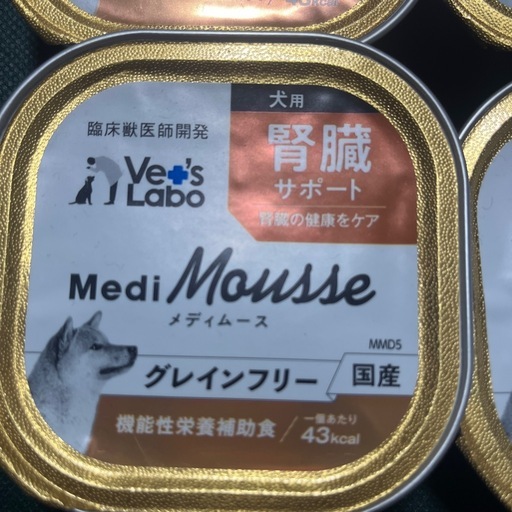 犬用
臨床獣医師開発
腎臓
サポート
腎臓の健康をケア
Vet's
Labo
Medi Mousse
メディムース
MMD5
グレインフリー
国産
機能性栄養補助食
一個あたり
43kcal